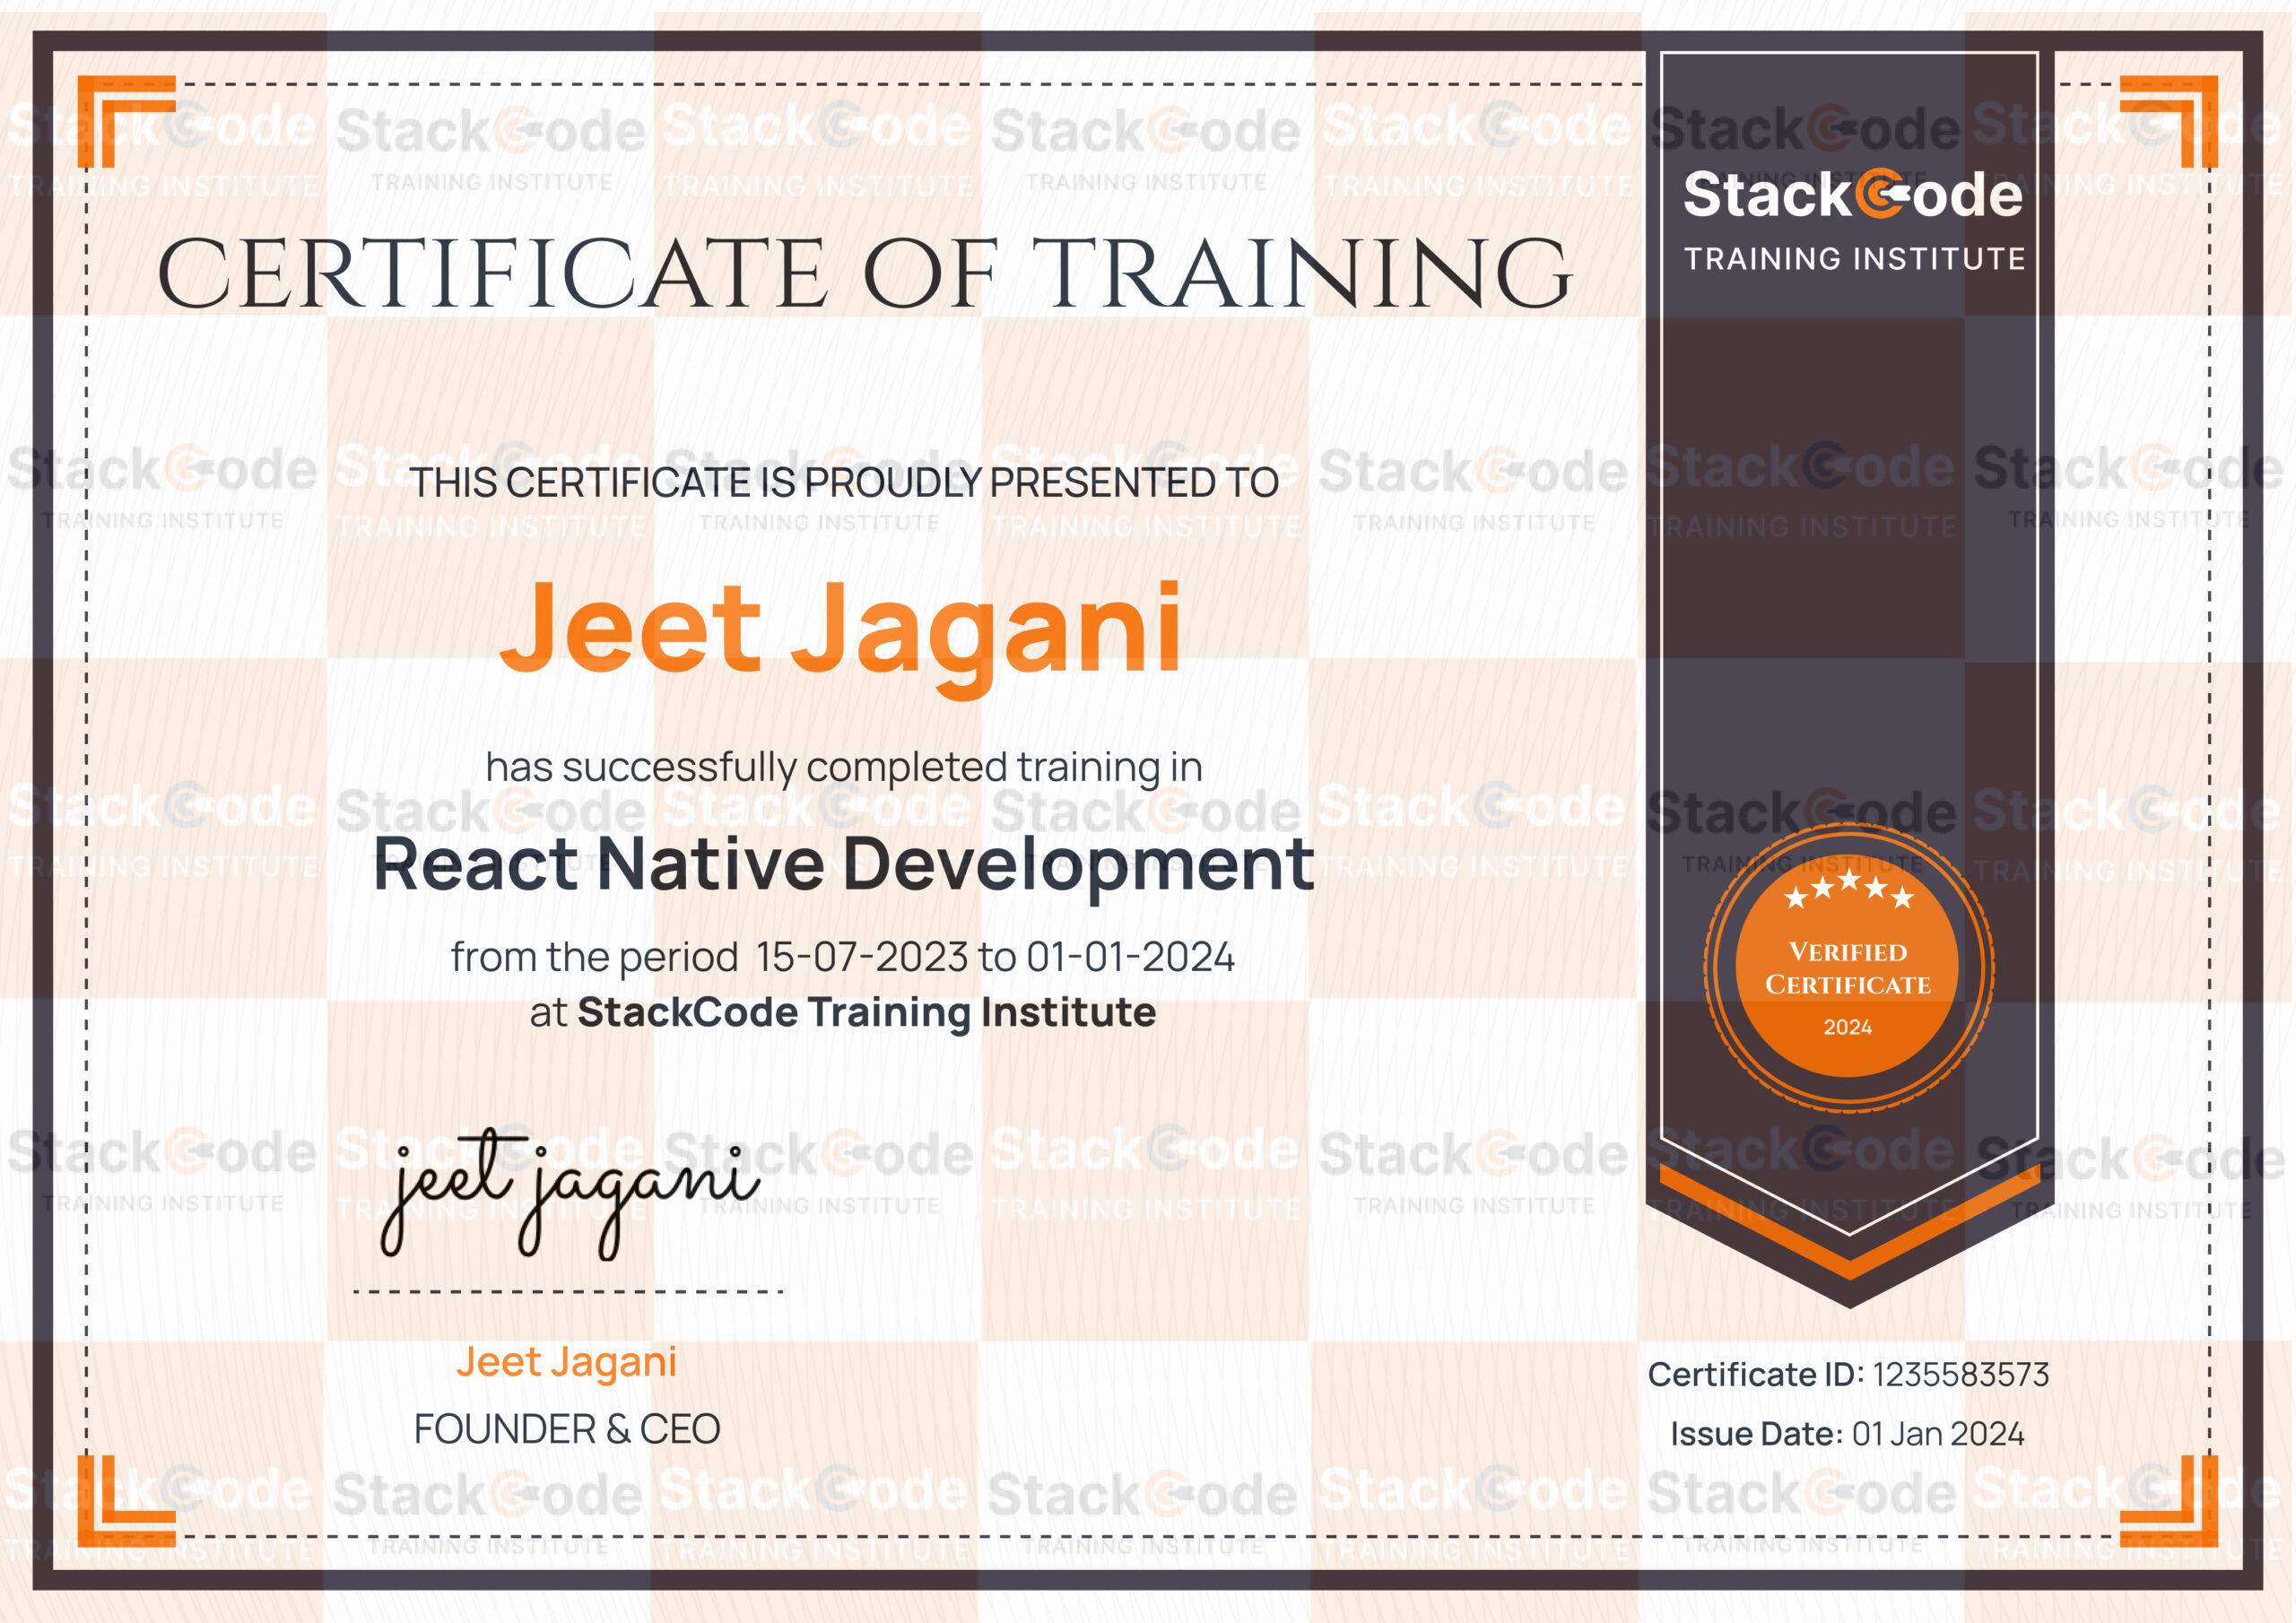 CERTIFICATE OF TRAINING
THIS CERTIFICATE IS PROUDLY PRESENTED TO
Jeet Jagani
has successfully completed training in
React Native Development
from the period 15-07-2023 to 01-01-2024
at StackCode Training Institute
jeet jagani
Jeet Jagani
FOUNDER & CEO
StackCode
TRAINING INSTITUTE
VERIFIED
CERTIFICATE
2024
Certificate ID: 1235583573
Issue Date: 01 Jan 2024